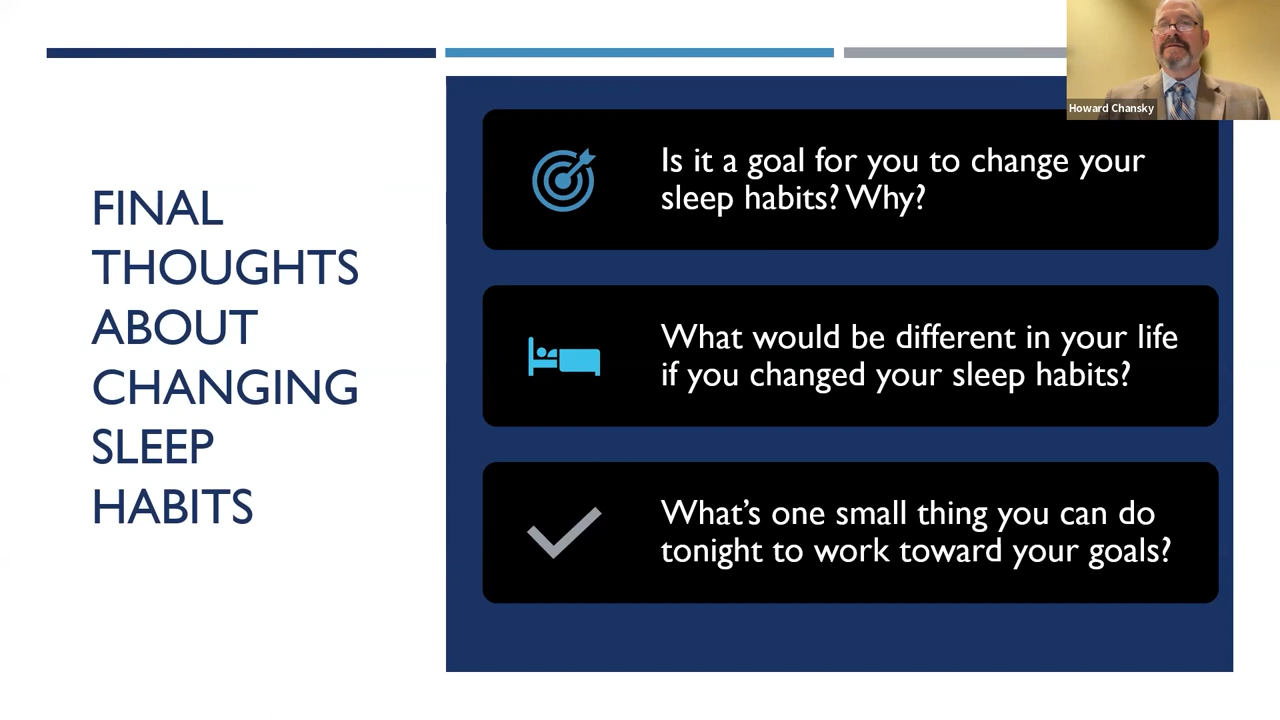 Howard Chansky
FINAL
THOUGHTS
ABOUT
CHANGING
SLEEP
HABITS
Is it a goal for you to change your
sleep habits? Why?
What would be different in your life
if you changed your sleep habits?
What’s one small thing you can do
tonight to work toward your goals?